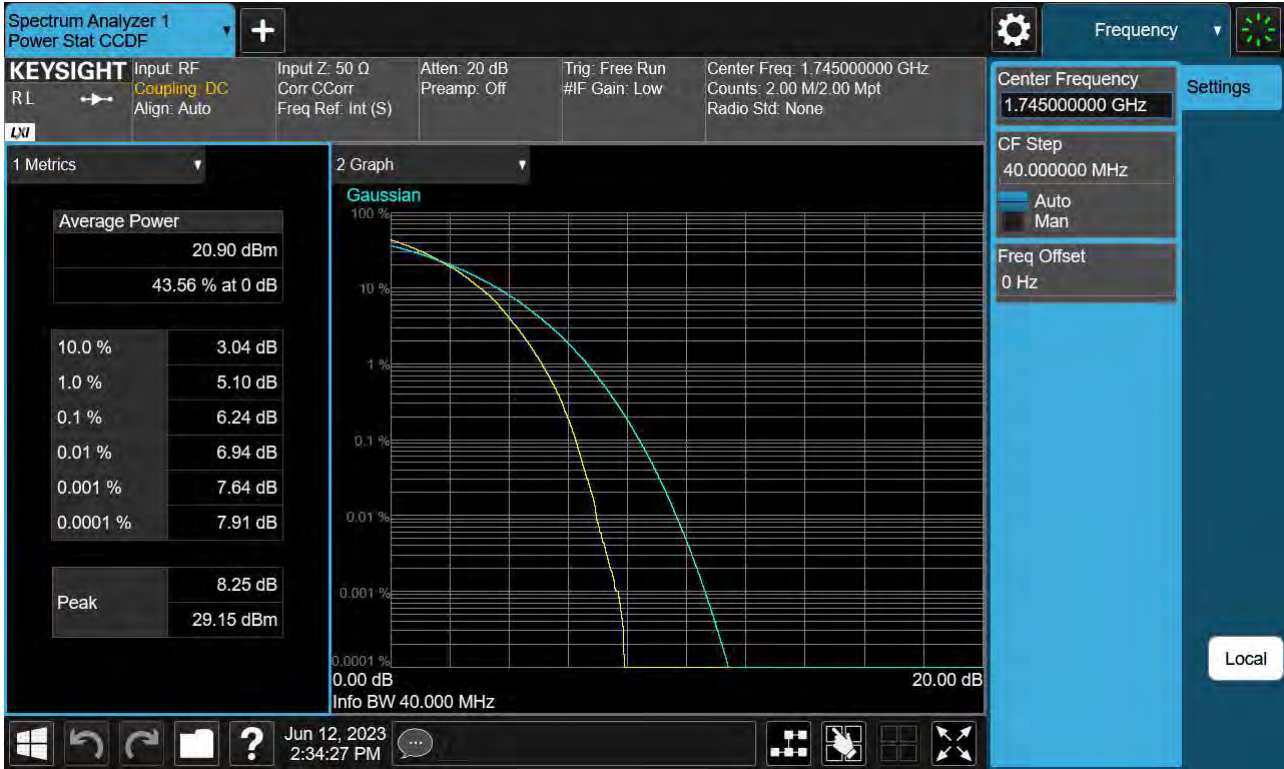 Spectrum Analyzer 1
Power Stat CCDF
+
Frequency
KEYSIGHT
R L
LXI
Input: RF
Coupling: DC
Align: Auto
Input Z: 50 Ω
Corr CCorr
Freq Ref: Int (S)
Atten: 20 dB
Preamp: Off
Trig: Free Run
#IF Gain: Low
Center Freq: 1.745000000 GHz
Counts: 2.00 M/2.00 Mpt
Radio Std: None
Center Frequency
1.745000000 GHz
Settings
CF Step
40.000000 MHz
Auto
Man
Freq Offset
0 Hz
Local
1 Metrics
Average Power
20.90 dBm
43.56 % at 0 dB
10.0 % 3.04 dB
1.0 % 5.10 dB
0.1 % 6.24 dB
0.01 % 6.94 dB
0.001 % 7.64 dB
0.0001 % 7.91 dB
Peak
8.25 dB
29.15 dBm
2 Graph
Gaussian
100 %
10 %
1 %
0.1 %
0.01 %
0.001 %
0.0001 %
0.00 dB 20.00 dB
Info BW 40.000 MHz
?
Jun 12, 2023
2:34:27 PM